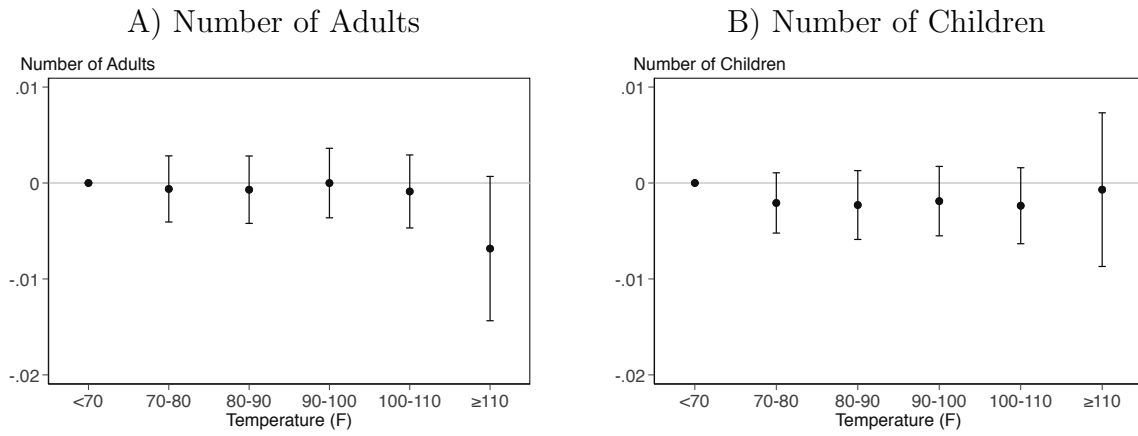 A) Number of Adults
Number of Adults
.01
0
-.01
-.02
<70 70-80 80-90 90-100 100-110 ≥110
Temperature (F)
B) Number of Children
Number of Children
.01
0
-.01
-.02
<70 70-80 80-90 90-100 100-110 ≥110
Temperature (F)